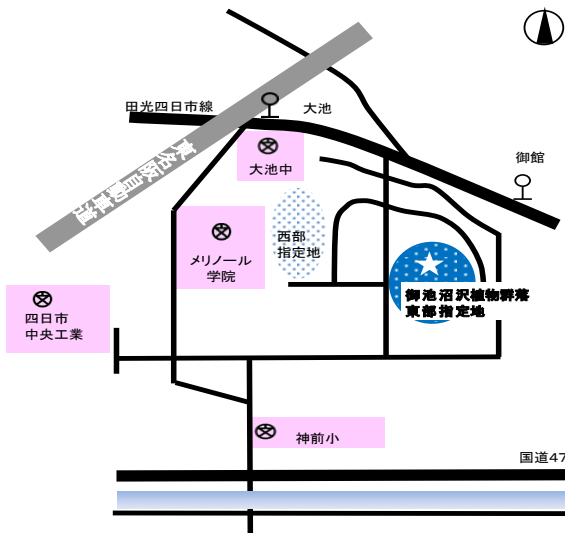 田光四日市線
大池
東名阪自動車道
御館
大池中
メリノール
学院
西部
指定地
御池沼沢植物群落
東部指定地
四日市
中央工業
神前小
国道47